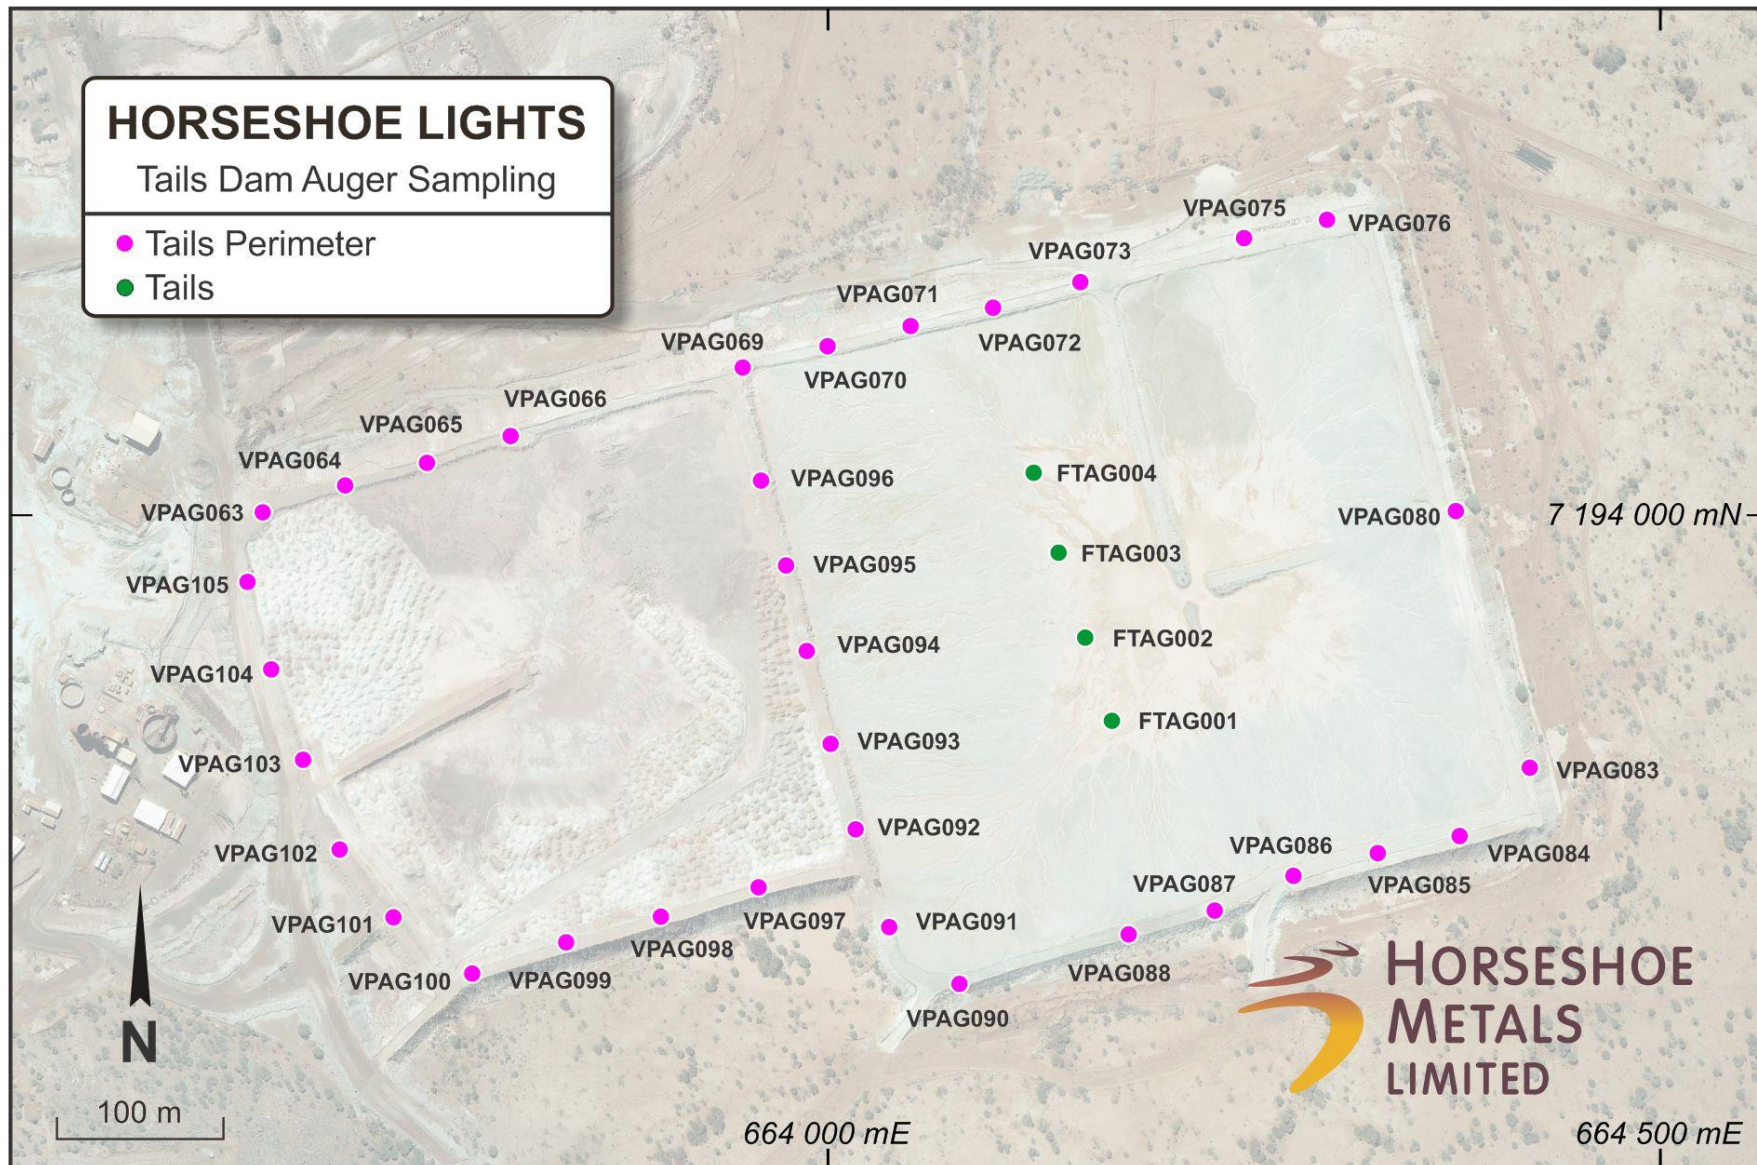 HORSESHOE LIGHTS
Tails Dam Auger Sampling
Tails Perimeter
Tails
VPAG075
VPAG076
VPAG073
VPAG071
VPAG072
VPAG069
VPAG070
VPAG066
VPAG065
VPAG064
VPAG063
VPAG096
FTAG004
VPAG080
7 194 000 mN
FTAG003
VPAG095
VPAG105
VPAG094
FTAG002
VPAG104
FTAG001
VPAG093
VPAG103
VPAG083
VPAG092
VPAG102
VPAG086
VPAG084
VPAG085
VPAG087
VPAG097
VPAG091
VPAG101
VPAG098
VPAG088
VPAG100
VPAG099
VPAG090
N
HORSESHOE
METALS
LIMITED
100 m
664 000 mE
664 500 mE